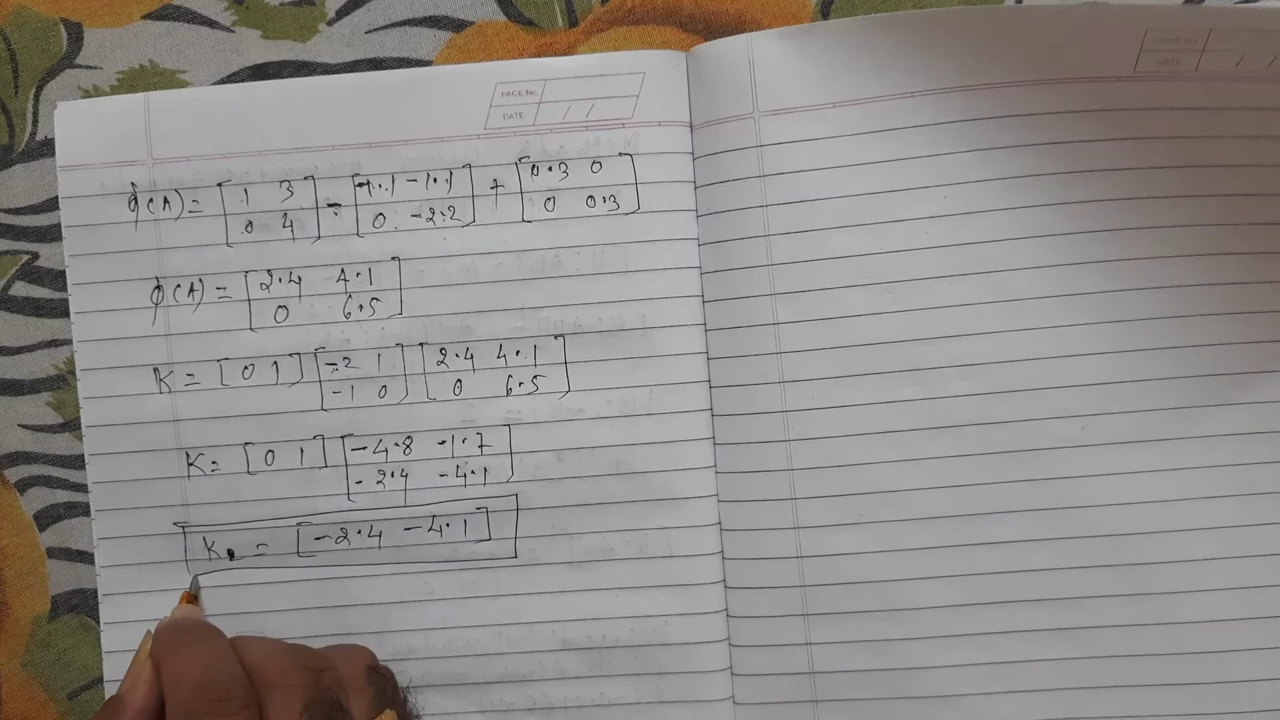 PAGE No.
DATE / /
DATE / /
φ(A) = [1 3; 0 4] - [-1.1 -1.1; 0 -2.2] + [0.3 0; 0 0.3]
φ(A) = [2.4 4.1; 0 6.5]
K = [0 1] [-2 1; -1 0] [2.4 4.1; 0 6.5]
K = [0 1] [-4.8 -1.7; -2.4 -4.1]
K = [-2.4 -4.1]